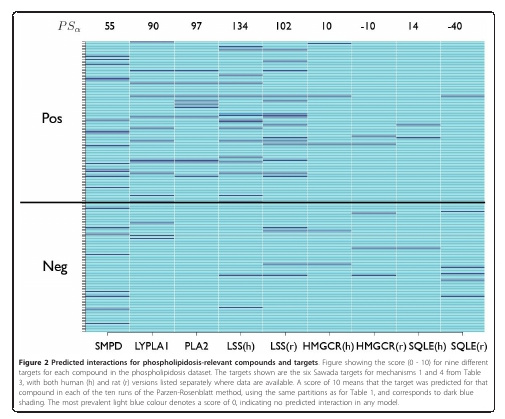 PSα 55 90 97 134 102 10 -10 14 -40
Pos
Neg
SMPD LYPLA1 PLA2 LSS(h) LSS(r) HMGCR(h) HMGCR(r) SQLE(h) SQLE(r)
Figure 2 Predicted interactions for phospholipidosis-relevant compounds and targets. Figure showing the score (0 - 10) for nine different
targets for each compound in the phospholipidosis dataset. The targets shown are the six Sawada targets for mechanisms 1 and 4 from Table
3, with both human (h) and rat (r) versions listed separately where data are available. A score of 10 means that the target was predicted for that
compound in each of the ten runs of the Parzen-Rosenblatt method, using the same partitions as for Table 1, and corresponds to dark blue
shading. The most prevalent light blue colour denotes a score of 0, indicating no predicted interaction in any model.